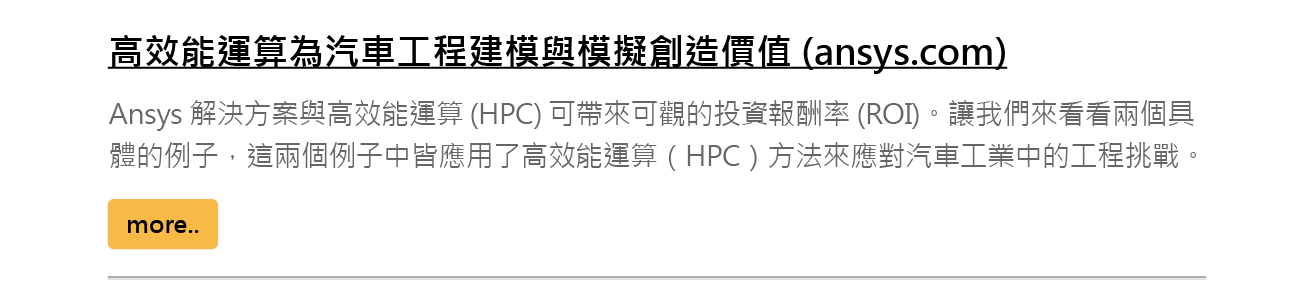 高效能運算為汽車工程建模與模擬創造價值 (ansys.com)
Ansys 解決方案與高效能運算 (HPC) 可帶來可觀的投資報酬率 (ROI)。讓我們來看看兩個具
體的例子，這兩個例子中皆應用了高效能運算（HPC）方法來應對汽車工業中的工程挑戰。
more..